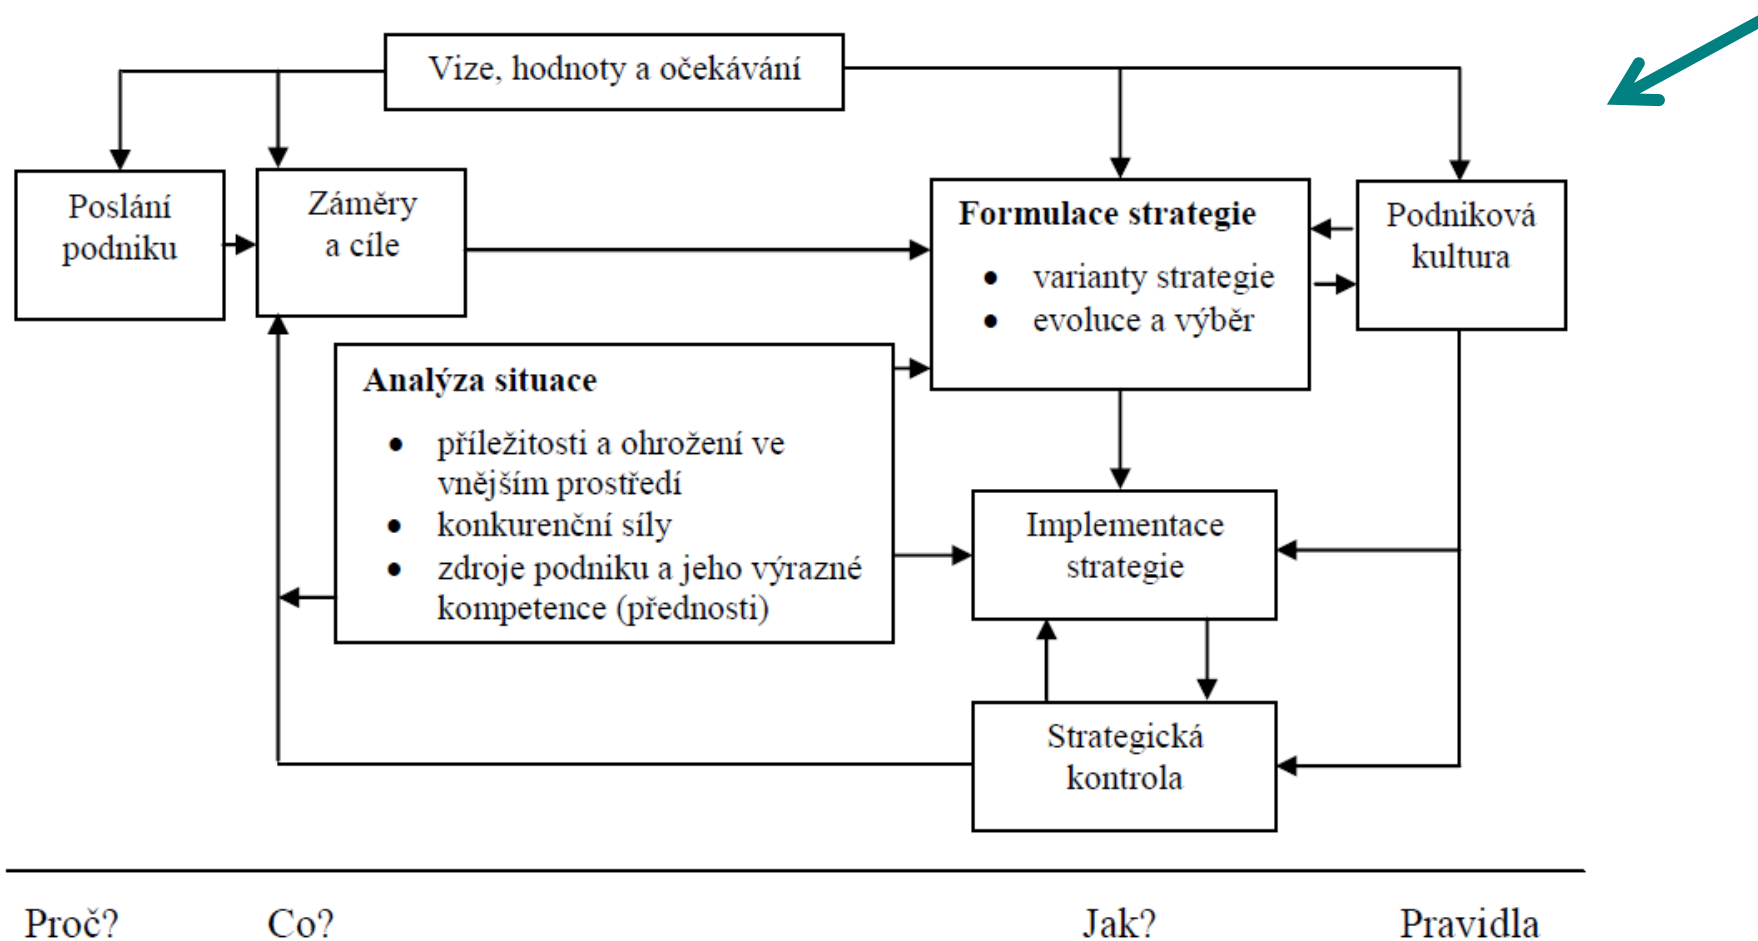 Vize, hodnoty a očekávání
Poslání
podniku
Záměry
a cíle
Formulace strategie
• varianty strategie
• evoluce a výběr
Podniková
kultura
Analýza situace
• příležitosti a ohrožení ve
vnějším prostředí
• konkurenční síly
• zdroje podniku a jeho výrazné
kompetence (přednosti)
Implementace
strategie
Strategická
kontrola
Proč?
Co?
Jak?
Pravidla